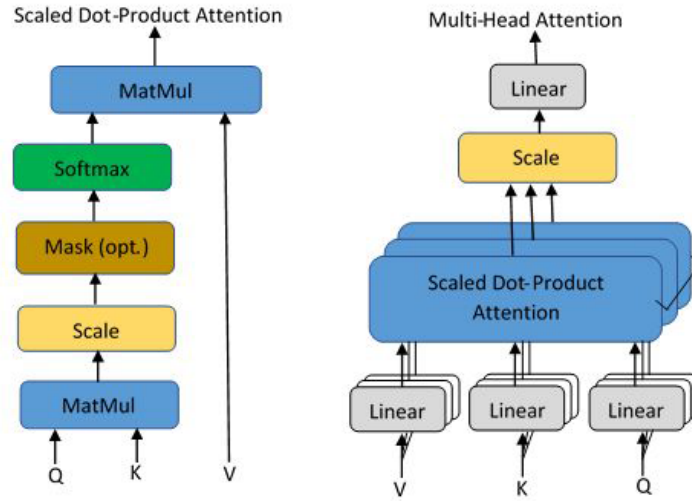 Scaled Dot-Product Attention
MatMul
Softmax
Mask (opt.)
Scale
MatMul
Q K V
Multi-Head Attention
Linear
Scale
Scaled Dot-Product
Attention
Linear Linear Linear
V K Q